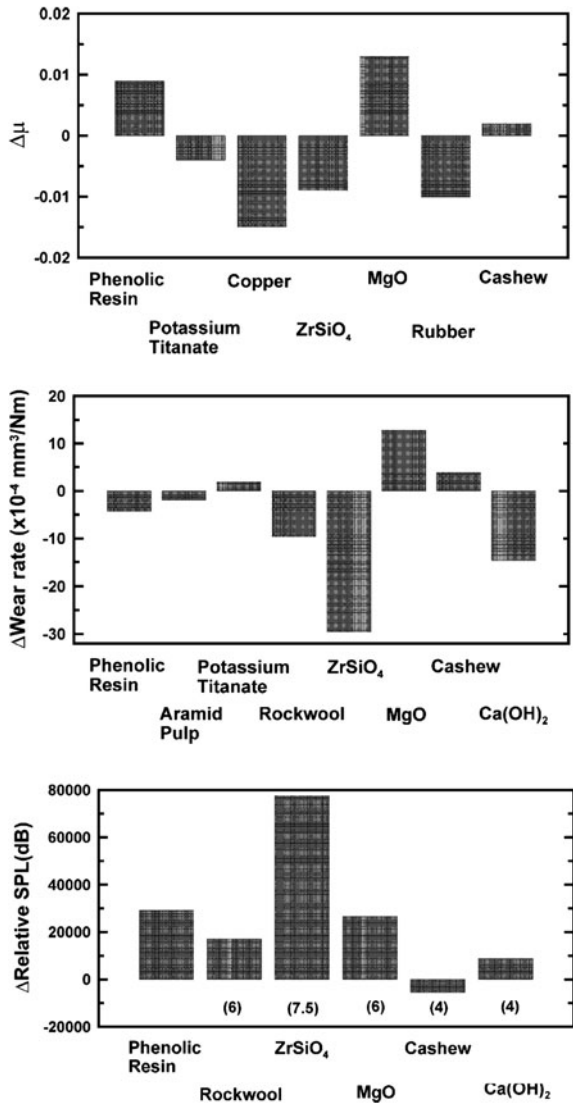 0.02
0.01
0
-0.01
-0.02
Δμ
Phenolic
Resin
Copper
MgO
Cashew
Potassium
Titanate
ZrSiO₄
Rubber
20
10
0
-10
-20
-30
ΔWear rate (x10⁻⁴ mm³/Nm)
Phenolic
Resin
Potassium
Titanate
ZrSiO₄
Cashew
Aramid
Pulp
Rockwool
MgO
Ca(OH)₂
80000
60000
40000
20000
0
-20000
ΔRelative SPL(dB)
(6) (7.5) (6) (4) (4)
Phenolic
Resin
ZrSiO₄
Cashew
Rockwool
MgO
Ca(OH)₂